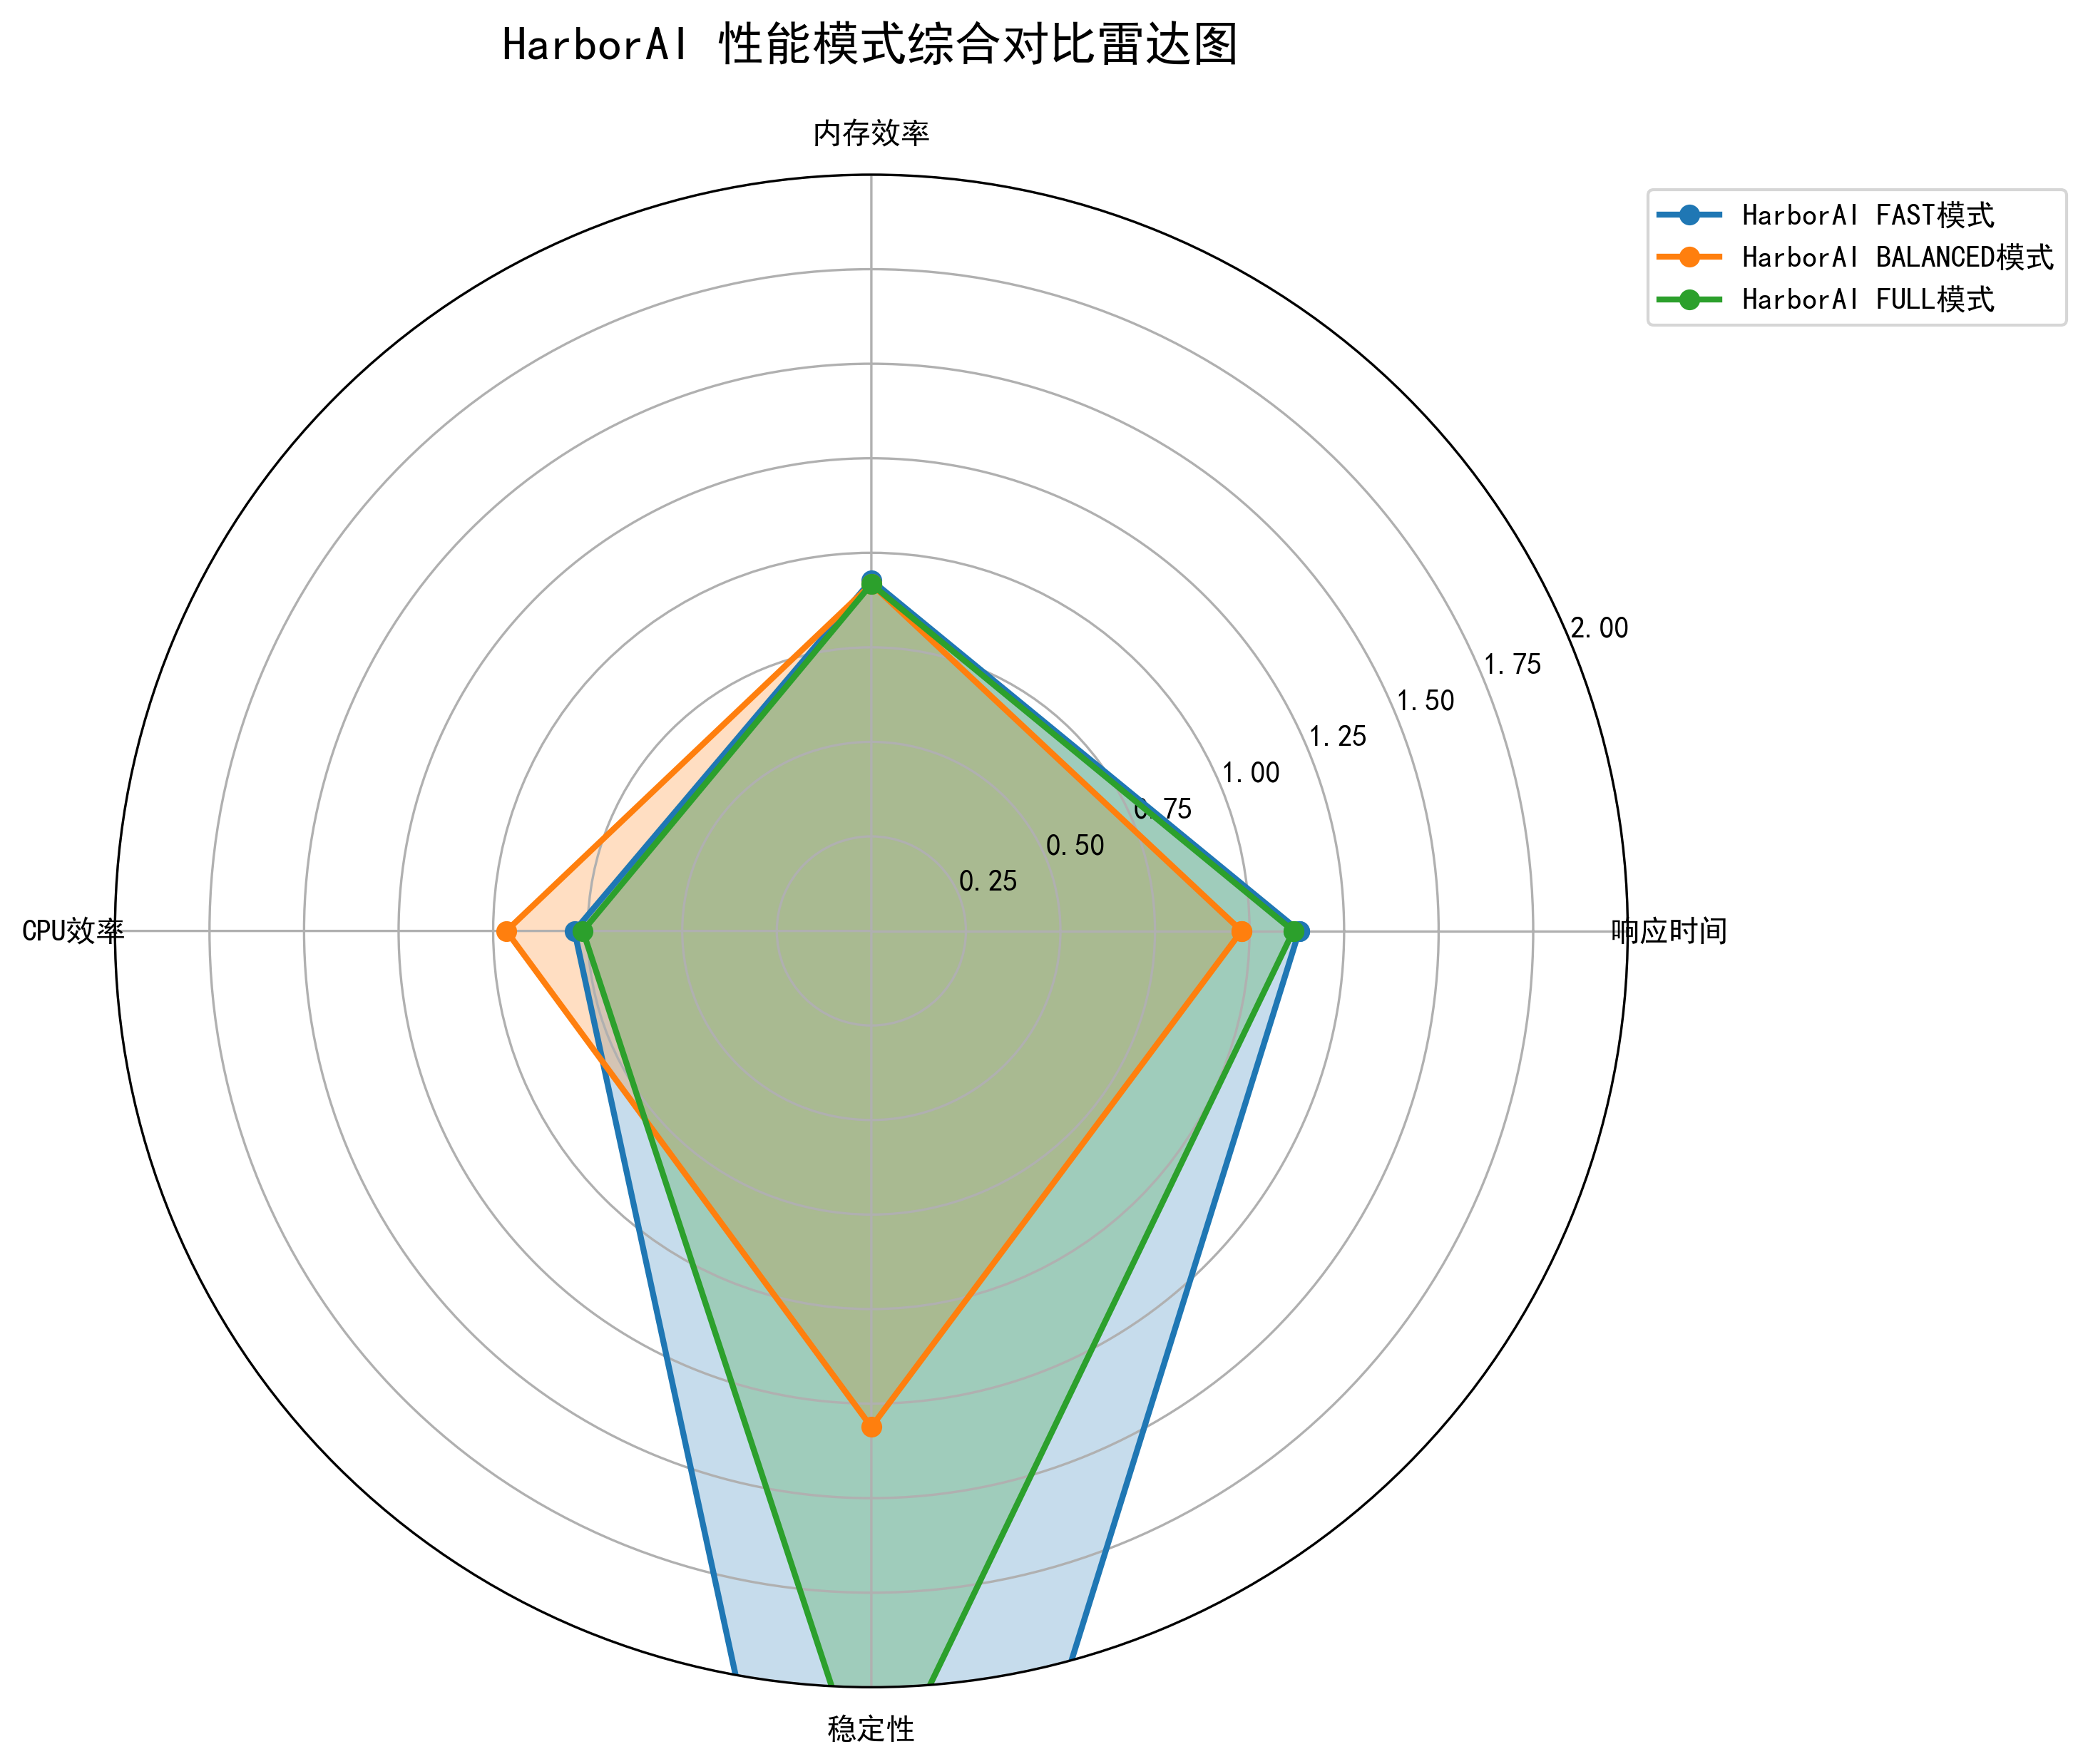 HarborAI 性能模式综合对比雷达图
内存效率
HarborAI FAST模式
HarborAI BALANCED模式
HarborAI FULL模式
2.00
1.75
1.50
1.25
1.00
0.75
0.50
0.25
CPU效率
响应时间
稳定性